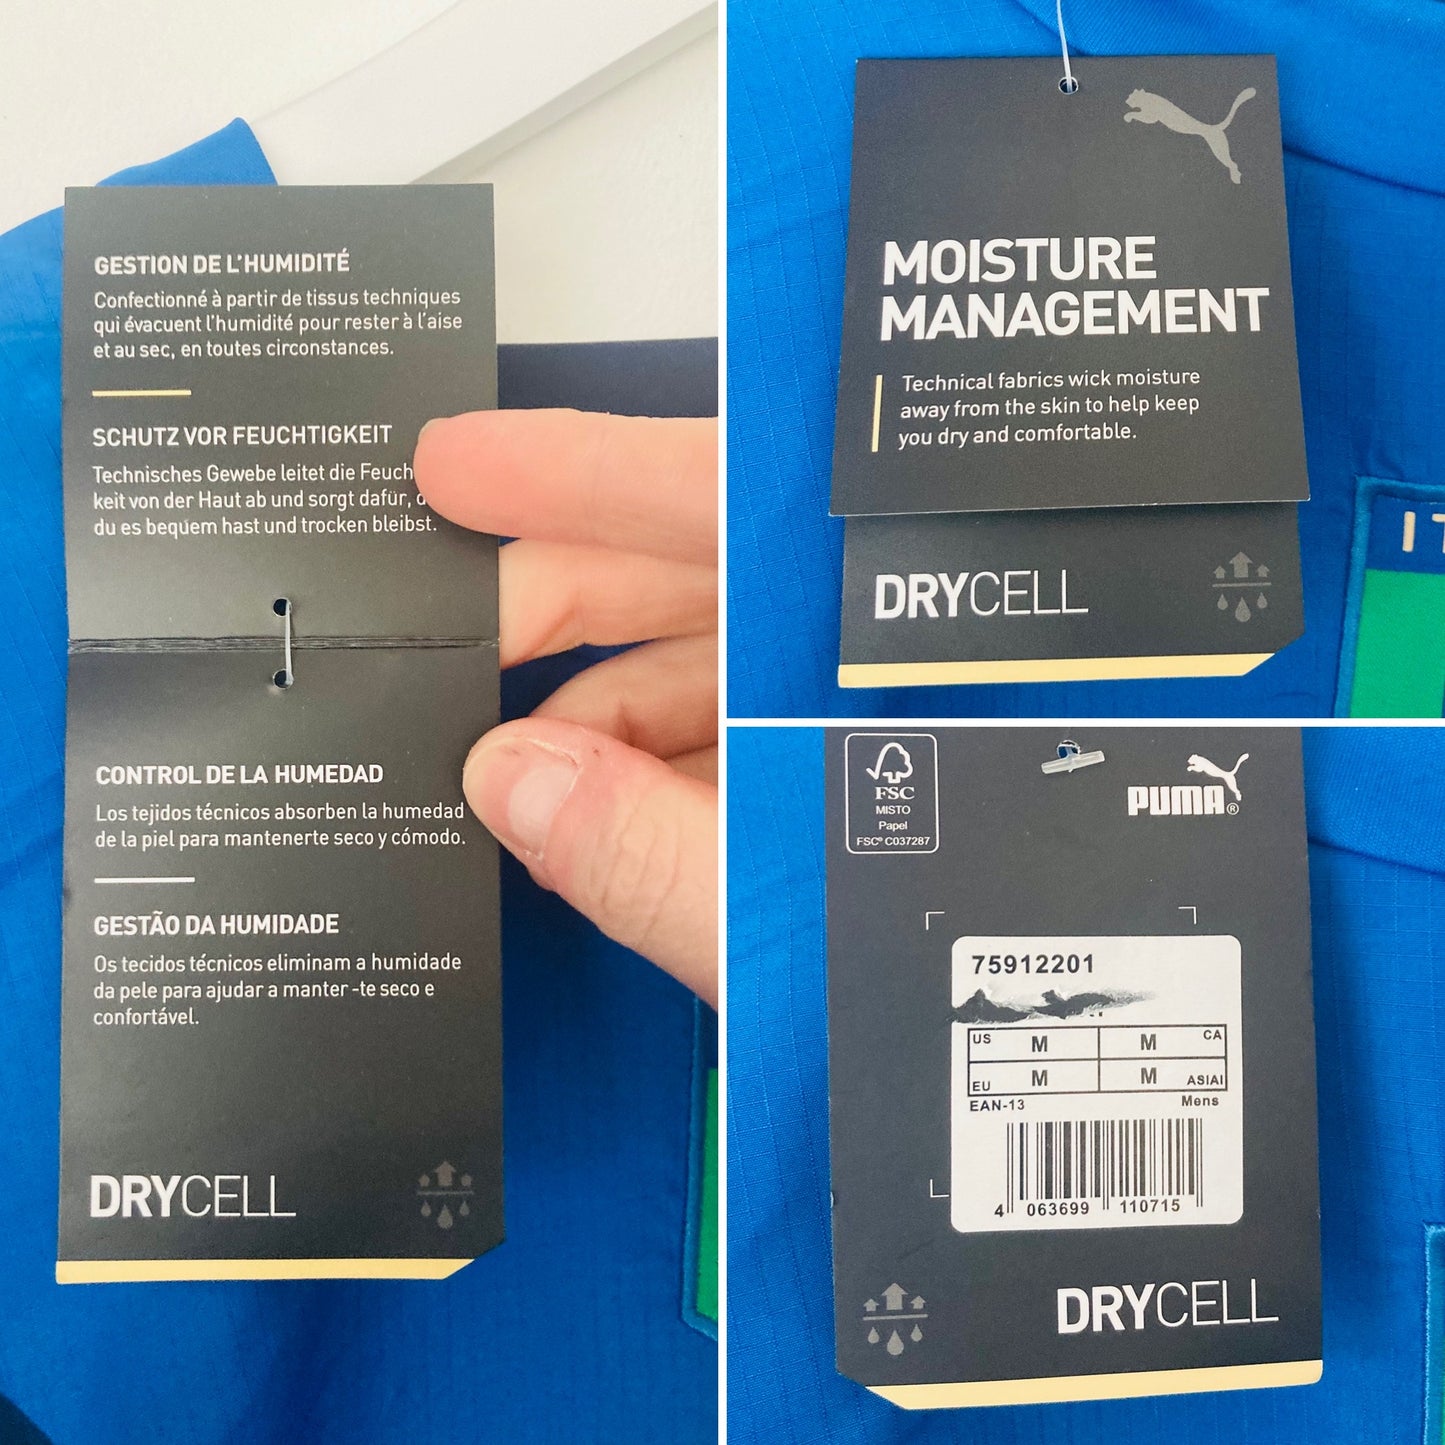 GESTION DE L'HUMIDITÉ
Confectionné à partir de tissus techniques
qui évacuent l'humidité pour rester à l'aise
et au sec, en toutes circonstances.
SCHUTZ VOR FEUCHTIGKEIT
Technisches Gewebe leitet die Feuch
keit von der Haut ab und sorgt dafür, d
du es bequem hast und trocken bleibst.
CONTROL DE LA HUMEDAD
Los tejidos técnicos absorben la humedad
de la piel para mantenerte seco y cómodo.
GESTÃO DA HUMIDADE
Os tecidos técnicos eliminam a humidade
da pele para ajudar a manter -te seco e
confortável.
DRYCELL
MOISTURE
MANAGEMENT
Technical fabrics wick moisture
away from the skin to help keep
you dry and comfortable.
DRYCELL
IT
FSC
MISTO
Papel
FSC® C037287
PUMA®
75912201
US M M CA
EU M M ASIAI
EAN-13 Mens
4 063699 110715
DRYCELL